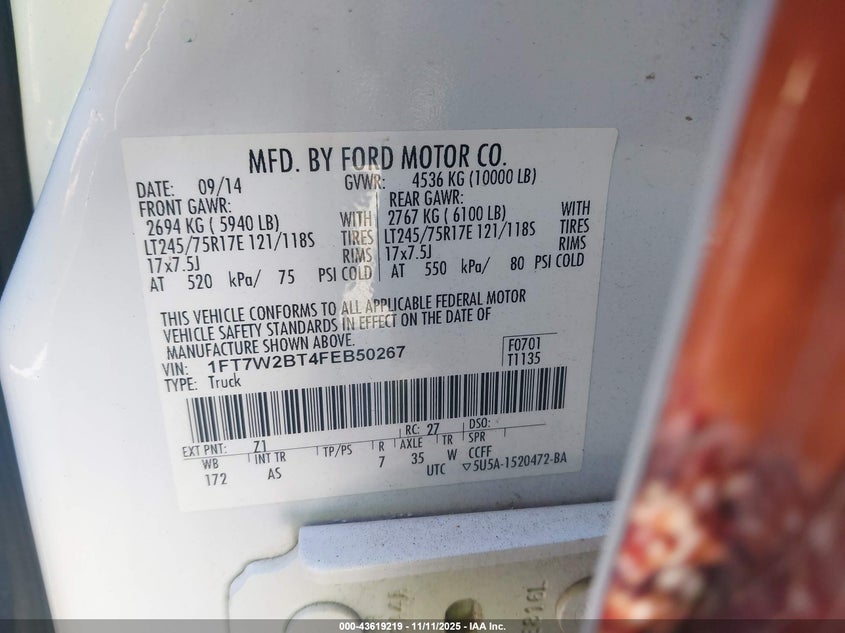 MFD. BY FORD MOTOR CO.
DATE: 09/14 GVWR: 4536 KG (10000 LB)
FRONT GAWR: REAR GAWR:
2694 KG ( 5940 LB) WITH 2767 KG ( 6100 LB) WITH
LT245/75R17E 121/118S TIRES LT245/75R17E 121/118S TIRES
17x7.5J RIMS 17x7.5J RIMS
AT 520 kPa/ 75 PSI COLD AT 550 kPa/ 80 PSI COLD
THIS VEHICLE CONFORMS TO ALL APPLICABLE FEDERAL MOTOR
VEHICLE SAFETY STANDARDS IN EFFECT ON THE DATE OF
MANUFACTURE SHOWN ABOVE.
VIN: 1FT7W2BT4FEB50267 F0701
TYPE: Truck T1135
EXT PNT: Z1 RC: 27 DSO:
WB INT TR TP/PS R AXLE TR SPR
172 AS 7 35 W CCFF
UTC ▽5U5A-1520472-BA
000-43619219 - 11/11/2025 - IAA Inc.